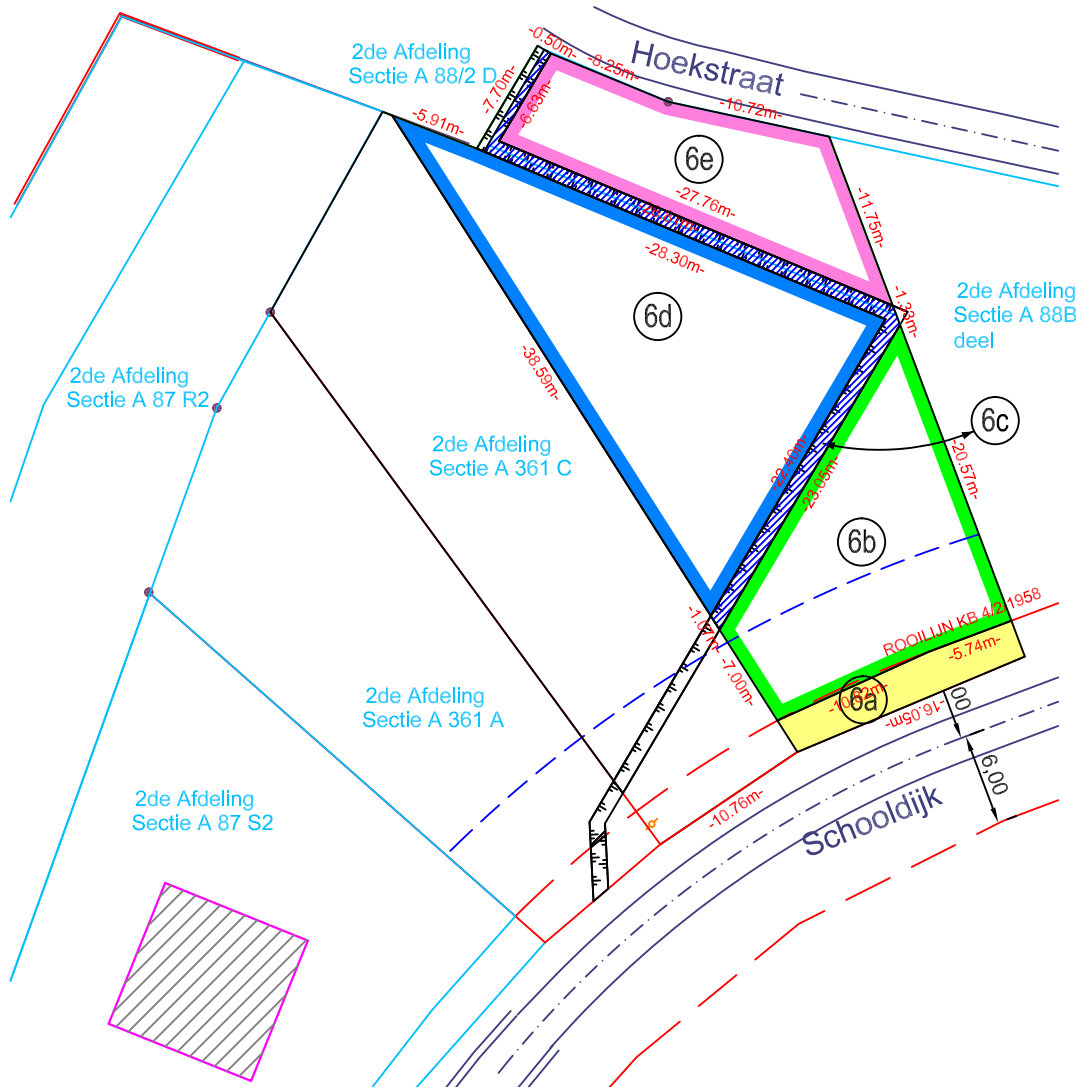 2de Afdeling
Sectie A 88/2 D
-0.50m-
-8.25m-
Hoekstraat
-7.70m-
-6.63m-
-10.72m-
-5.91m-
6e
-27.76m-
-11.75m-
-28.30m-
6d
-1.33m-
2de Afdeling
Sectie A 88B
deel
-38.59m-
2de Afdeling
Sectie A 87 R2
6c
2de Afdeling
Sectie A 361 C
-22.40m-
-23.05m-
-20.57m-
6b
ROOILIJN KB 4/2/1958
-1.07m-
-7.00m-
-5.74m-
6a
-16.05m-
2de Afdeling
Sectie A 361 A
6,00
-10.76m-
2de Afdeling
Sectie A 87 S2
Schooldijk